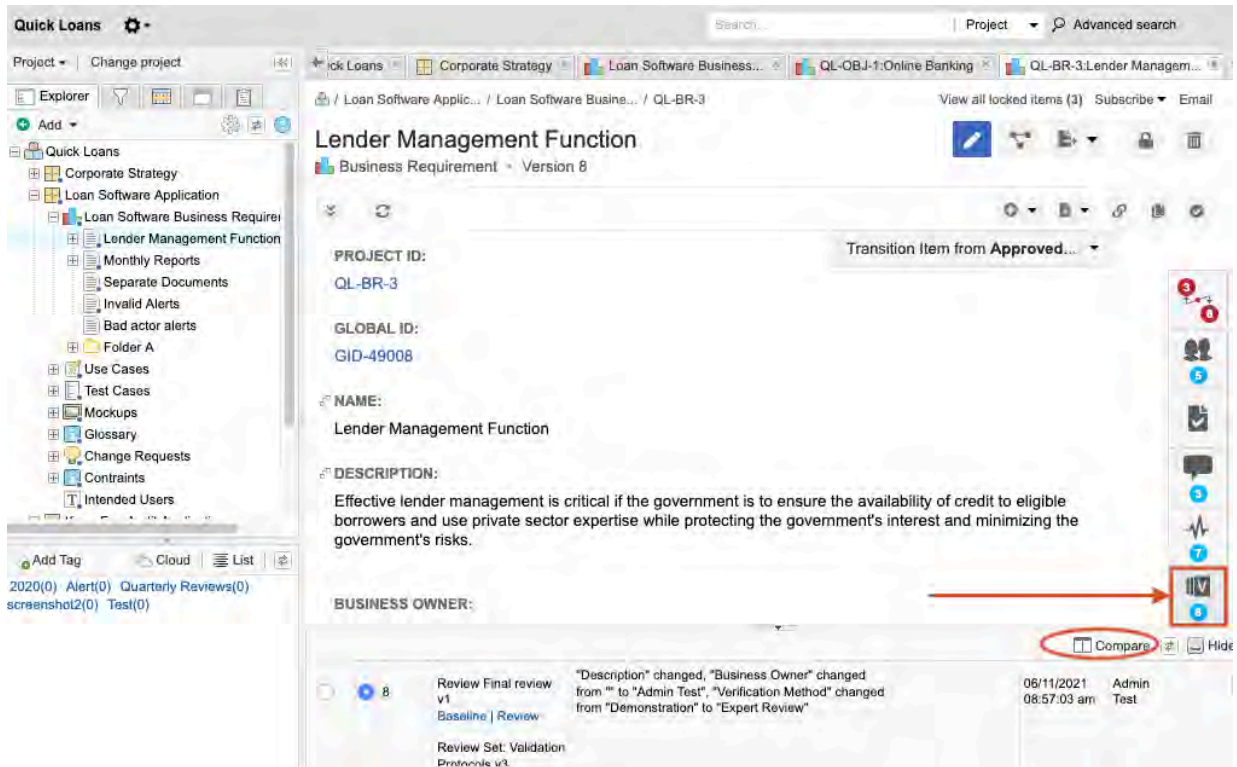 Quick Loans
Search...
Project
Advanced search
Project
Change project
ick Loans
Corporate Strategy
Loan Software Business...
QL-OBJ-1:Online Banking
QL-BR-3:Lender Managem...
Explorer
/ Loan Software Applic... / Loan Software Busine... / QL-BR-3
View all locked items (3) Subscribe Email
Add
Quick Loans
Corporate Strategy
Loan Software Application
Loan Software Business Requirer
Lender Management Function
Monthly Reports
Separate Documents
Invalid Alerts
Bad actor alerts
Folder A
Use Cases
Test Cases
Mockups
Glossary
Change Requests
Contraints
Intended Users
Add Tag
Cloud
List
2020(0) Alert(0) Quarterly Reviews(0)
screenshot2(0) Test(0)
Lender Management Function
Business Requirement • Version 8
Transition Item from Approved...
PROJECT ID:
QL-BR-3
GLOBAL ID:
GID-49008
NAME:
Lender Management Function
DESCRIPTION:
Effective lender management is critical if the government is to ensure the availability of credit to eligible
borrowers and use private sector expertise while protecting the government's interest and minimizing the
government's risks.
BUSINESS OWNER:
3
6
5
3
7
V
8
Compare
Hide
8
Review Final review
v1
Baseline | Review
Review Set: Validation
Protocols v3
"Description" changed, "Business Owner" changed
from "" to "Admin Test", "Verification Method" changed
from "Demonstration" to "Expert Review"
06/11/2021
08:57:03 am
Admin
Test